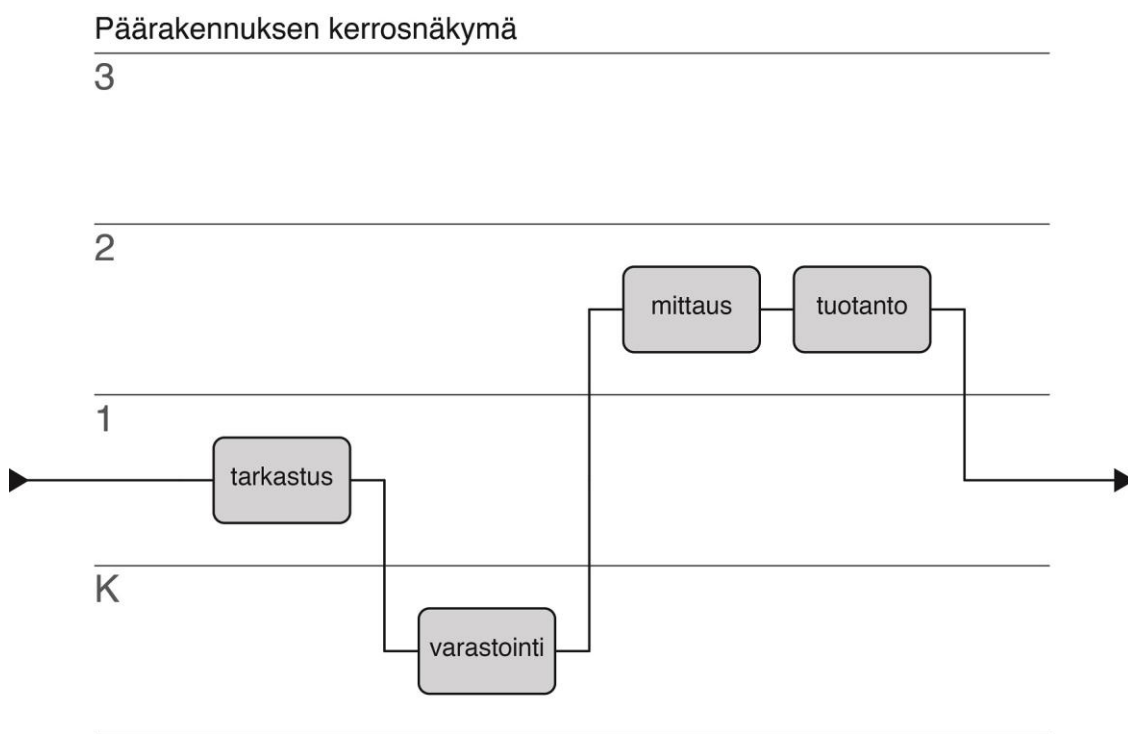 Päärakennuksen kerrosnäkymä
3
2
mittaus
tuotanto
1
tarkastus
K
varastointi